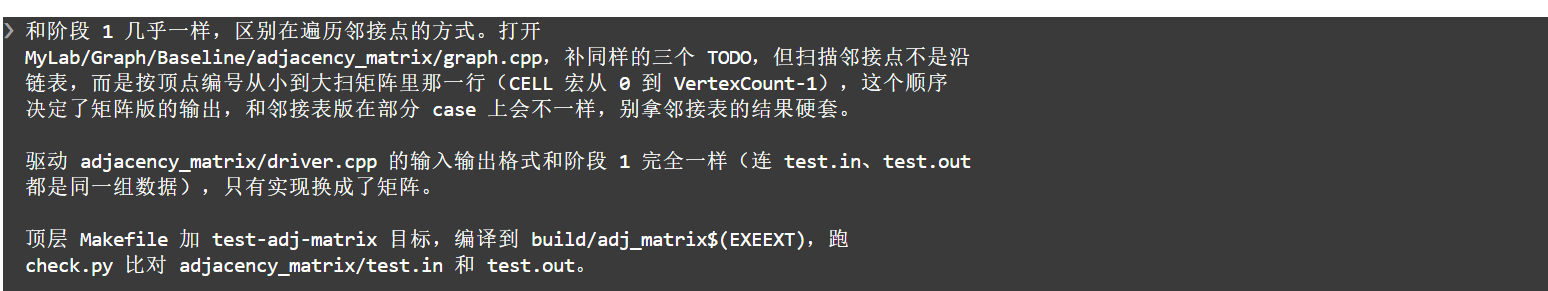 ❯ 和阶段 1 几乎一样，区别在遍历邻接点的方式。打开
MyLab/Graph/Baseline/adjacency_matrix/graph.cpp，补同样的三个 TODO，但扫描邻接点不是沿
链表，而是按顶点编号从小到大扫矩阵里那一行（CELL 宏从 0 到 VertexCount-1），这个顺序
决定了矩阵版的输出，和邻接表版在部分 case 上会不一样，别拿邻接表的结果硬套。
驱动 adjacency_matrix/driver.cpp 的输入输出格式和阶段 1 完全一样（连 test.in、test.out
都是同一组数据），只有实现换成了矩阵。
顶层 Makefile 加 test-adj-matrix 目标，编译到 build/adj_matrix$(EXEEXT)，跑
check.py 比对 adjacency_matrix/test.in 和 test.out。